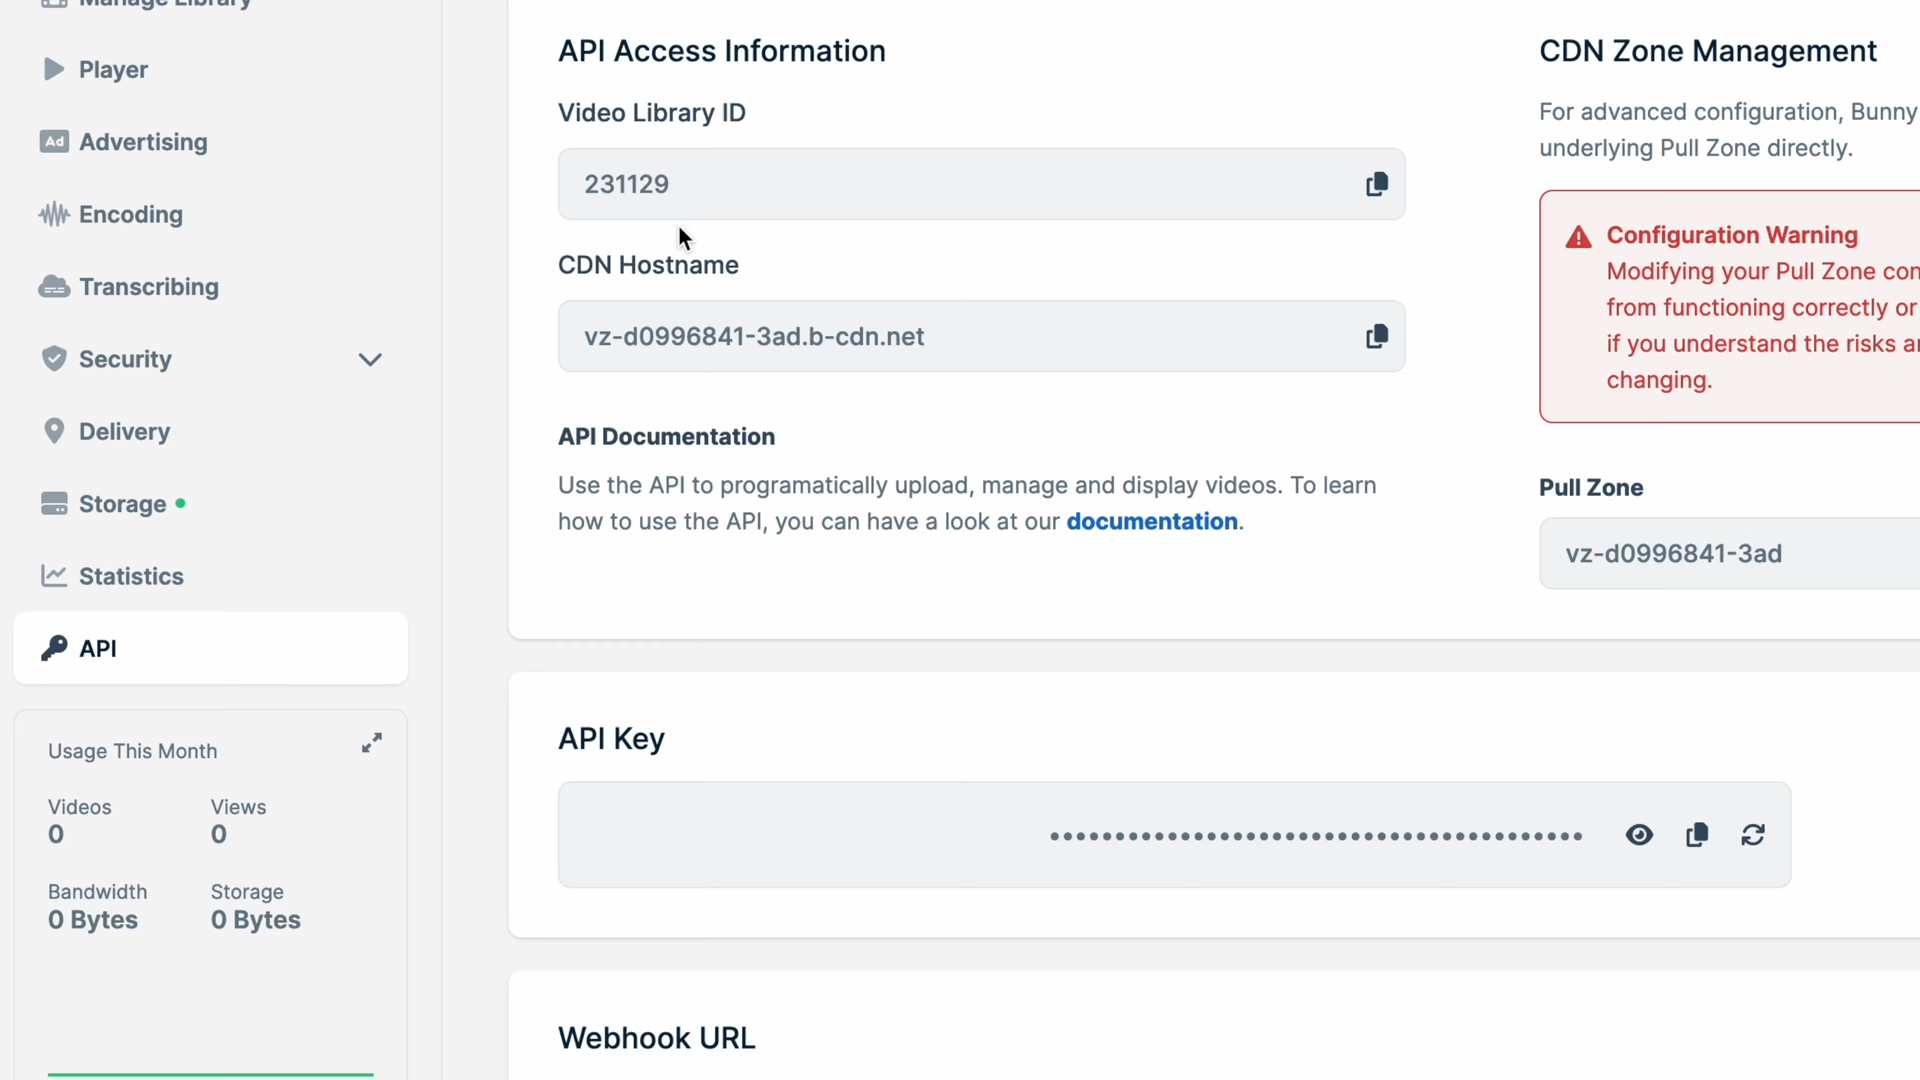 Manage Library
Player
Ad Advertising
Encoding
Transcribing
Security
Delivery
Storage
Statistics
API
Usage This Month
Videos Views
0 0
Bandwidth Storage
0 Bytes 0 Bytes
API Access Information
Video Library ID
231129
CDN Hostname
vz-d0996841-3ad.b-cdn.net
API Documentation
Use the API to programatically upload, manage and display videos. To learn
how to use the API, you can have a look at our documentation.
CDN Zone Management
For advanced configuration, Bunny
underlying Pull Zone directly.
Configuration Warning
Modifying your Pull Zone con
from functioning correctly or
if you understand the risks a
changing.
Pull Zone
vz-d0996841-3ad
API Key
Webhook URL